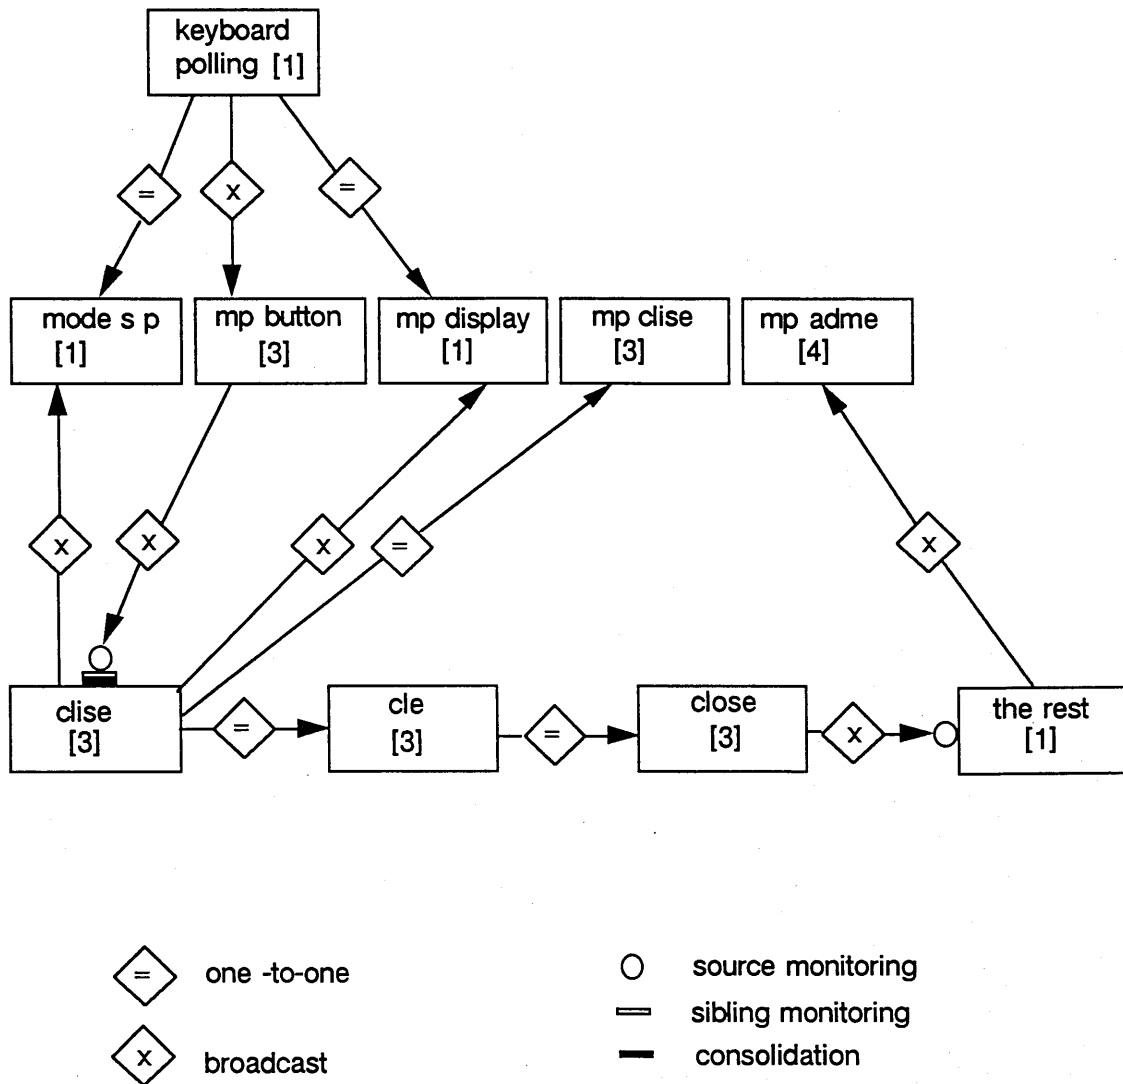 keyboard
polling [1]
=
x
=
mode s p
[1]
mp button
[3]
mp display
[1]
mp clise
[3]
mp adme
[4]
x
x
x
=
x
clise
[3]
=
cle
[3]
=
close
[3]
x
the rest
[1]
= one -to-one
x broadcast
source monitoring
sibling monitoring
consolidation